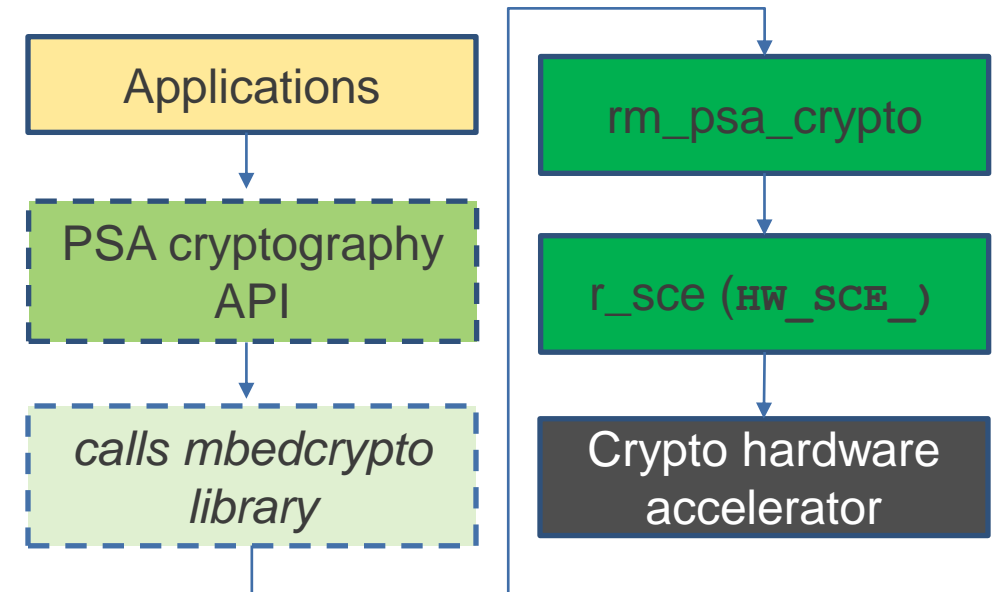 Applications
PSA cryptography
API
calls mbedcrypto
library
rm_psa_crypto
r_sce (HW_SCE_)
Crypto hardware
accelerator